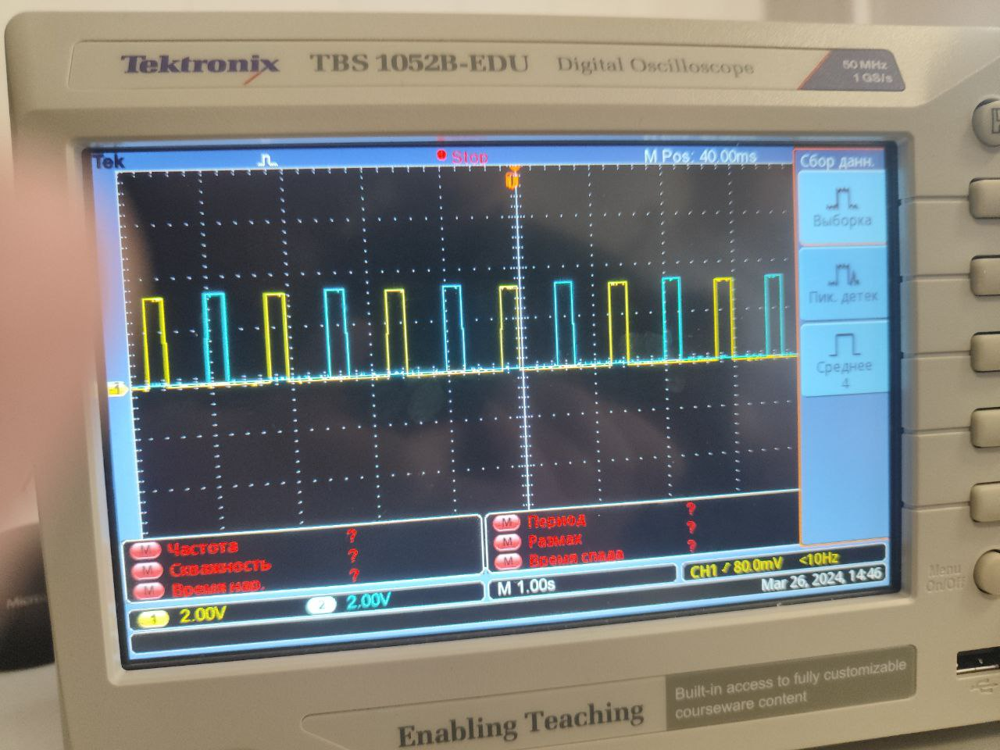 Tektronix TBS 1052B-EDU Digital Oscilloscope 50 MHz
1 GS/s
Tek Stop M Pos: 40.00ms Сбор данн.
Выборка
Пик. детек
Среднее
4
1
M Частота ?
M Скважность ?
M Время нар. ?
M Период ?
M Размах ?
M Время спада ?
1 2.00V 2 2.00V
M 1.00s
CH1 80.0mV <10Hz
Mar 26, 2024, 14:46
Menu
On/Off
Enabling Teaching
Built-in access to fully customizable
courseware content